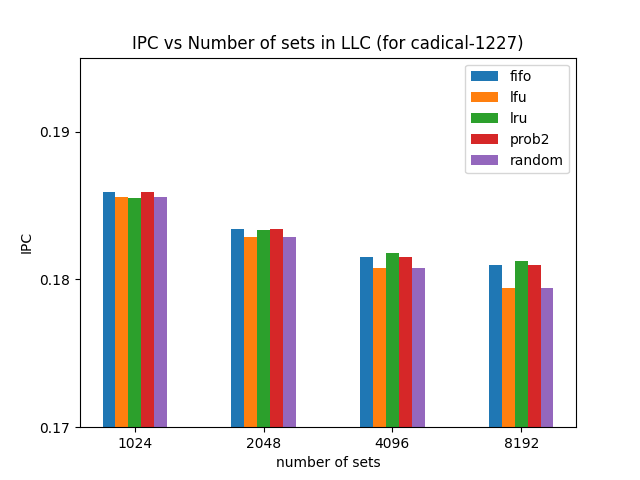 IPC vs Number of sets in LLC (for cadical-1227)
fifo
lfu
lru
prob2
random
0.19
0.18
0.17
IPC
1024
2048
4096
8192
number of sets